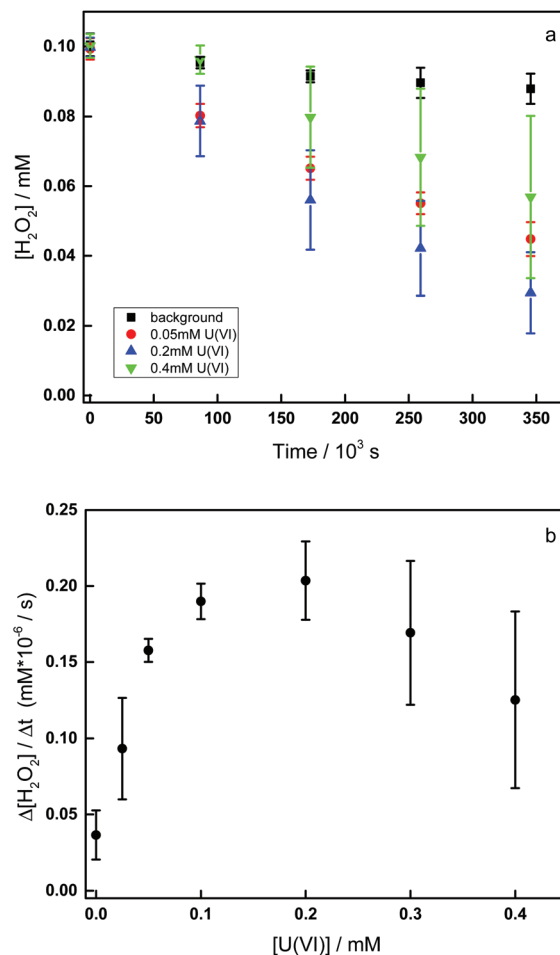 a
0.10
0.08
0.06
0.04
0.02
0.00
[H₂O₂] / mM
background
0.05mM U(VI)
0.2mM U(VI)
0.4mM U(VI)
0 50 100 150 200 250 300 350
Time / 10³ s
b
0.25
0.20
0.15
0.10
0.05
0.00
Δ[H₂O₂] / Δt (mM*10⁻⁶ / s)
0.0 0.1 0.2 0.3 0.4
[U(VI)] / mM